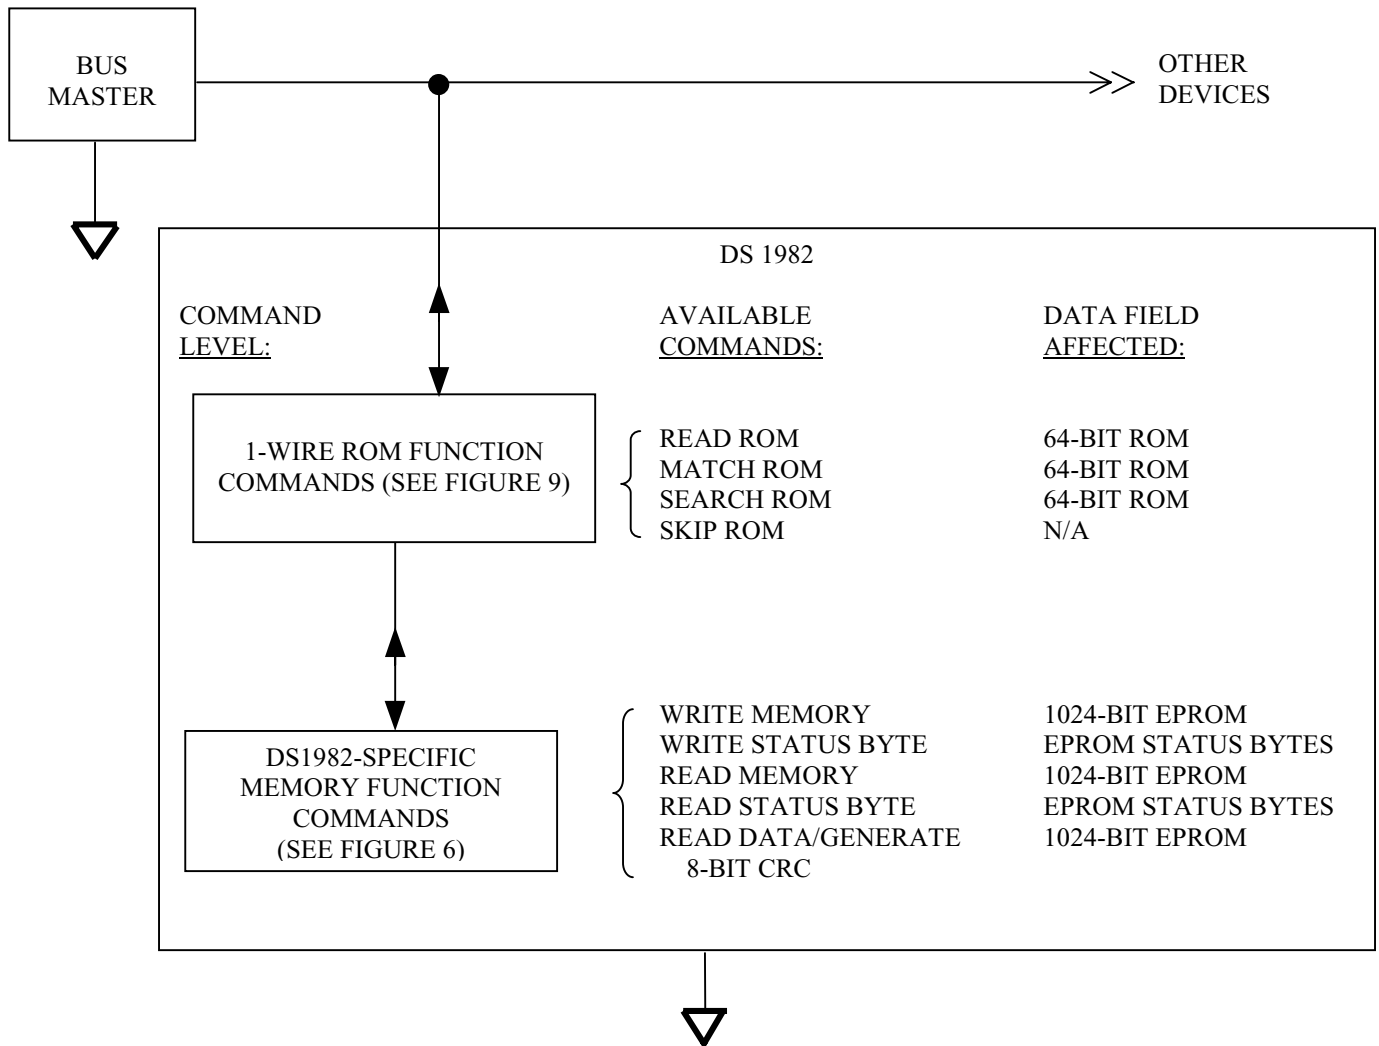 BUS
MASTER
OTHER
DEVICES
DS 1982
COMMAND
LEVEL:
AVAILABLE
COMMANDS:
DATA FIELD
AFFECTED:
1-WIRE ROM FUNCTION
COMMANDS (SEE FIGURE 9)
READ ROM
MATCH ROM
SEARCH ROM
SKIP ROM
64-BIT ROM
64-BIT ROM
64-BIT ROM
N/A
DS1982-SPECIFIC
MEMORY FUNCTION
COMMANDS
(SEE FIGURE 6)
WRITE MEMORY
WRITE STATUS BYTE
READ MEMORY
READ STATUS BYTE
READ DATA/GENERATE
8-BIT CRC
1024-BIT EPROM
EPROM STATUS BYTES
1024-BIT EPROM
EPROM STATUS BYTES
1024-BIT EPROM